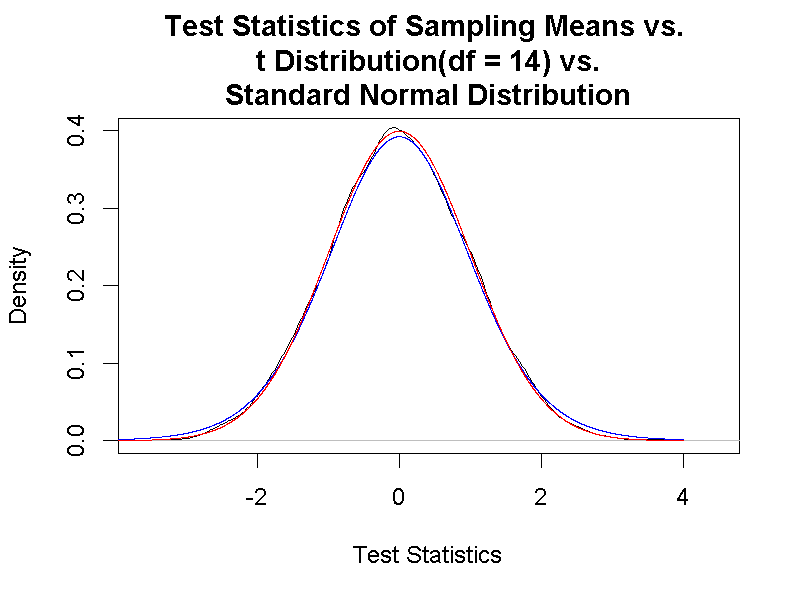 Test Statistics of Sampling Means vs.
t Distribution(df = 14) vs.
Standard Normal Distribution
0.4
0.3
0.2
0.1
0.0
Density
-2 0 2 4
Test Statistics